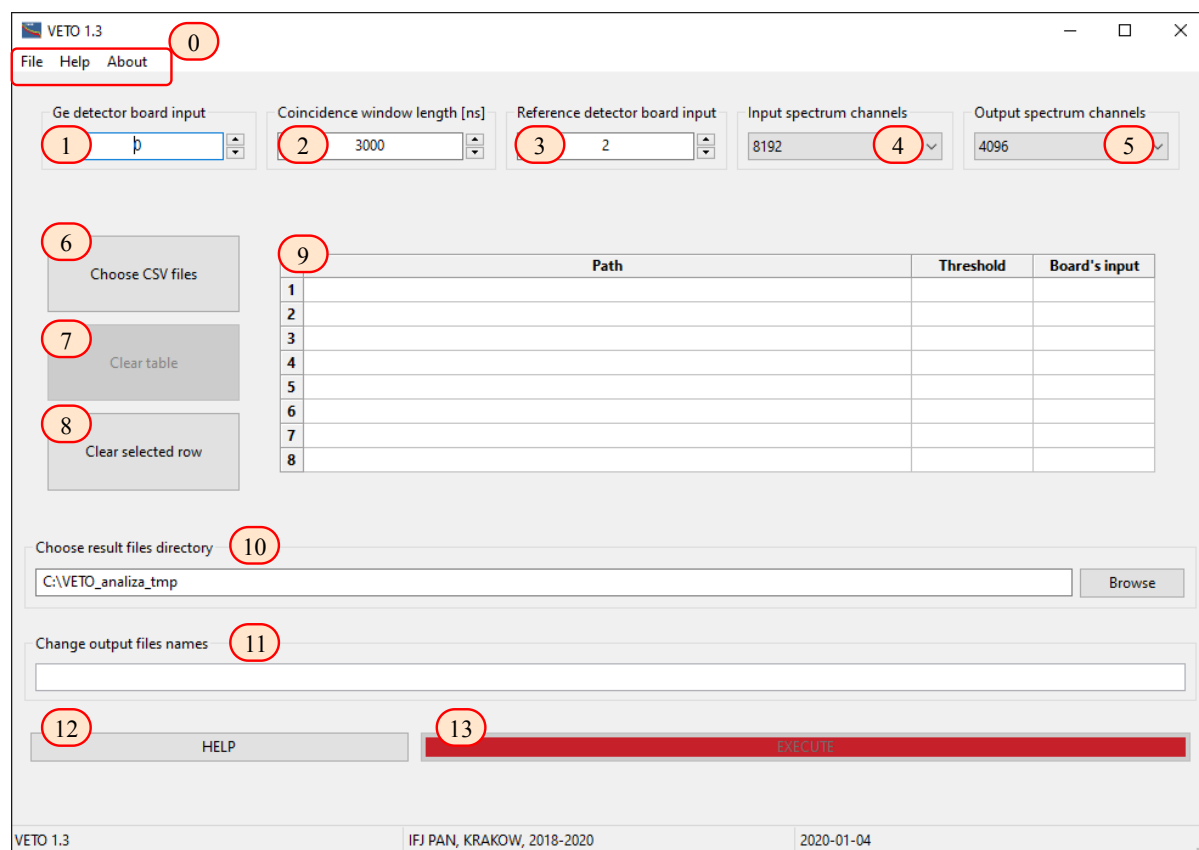 VETO 1.3
0
File Help About
Ge detector board input
Coincidence window length [ns]
Reference detector board input
Input spectrum channels
Output spectrum channels
1 0
2 3000
3 2
8192 4
4096 5
6
Choose CSV files
7
Clear table
8
Clear selected row
9
Path Threshold Board's input
1
2
3
4
5
6
7
8
Choose result files directory 10
C:\VETO_analiza_tmp
Browse
Change output files names 11
12
HELP
13
EXECUTE
VETO 1.3
IFJ PAN, KRAKOW, 2018-2020
2020-01-04